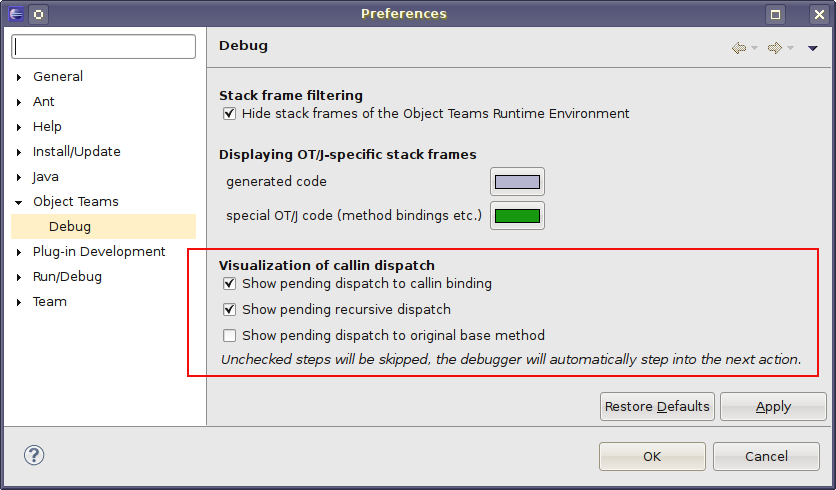 Preferences
Debug
General
Ant
Help
Install/Update
Java
Object Teams
Debug
Plug-in Development
Run/Debug
Team
Stack frame filtering
Hide stack frames of the Object Teams Runtime Environment
Displaying OT/J-specific stack frames
generated code
special OT/J code (method bindings etc.)
Visualization of callin dispatch
Show pending dispatch to callin binding
Show pending recursive dispatch
Show pending dispatch to original base method
Unchecked steps will be skipped, the debugger will automatically step into the next action.
Restore Defaults
Apply
?
OK
Cancel